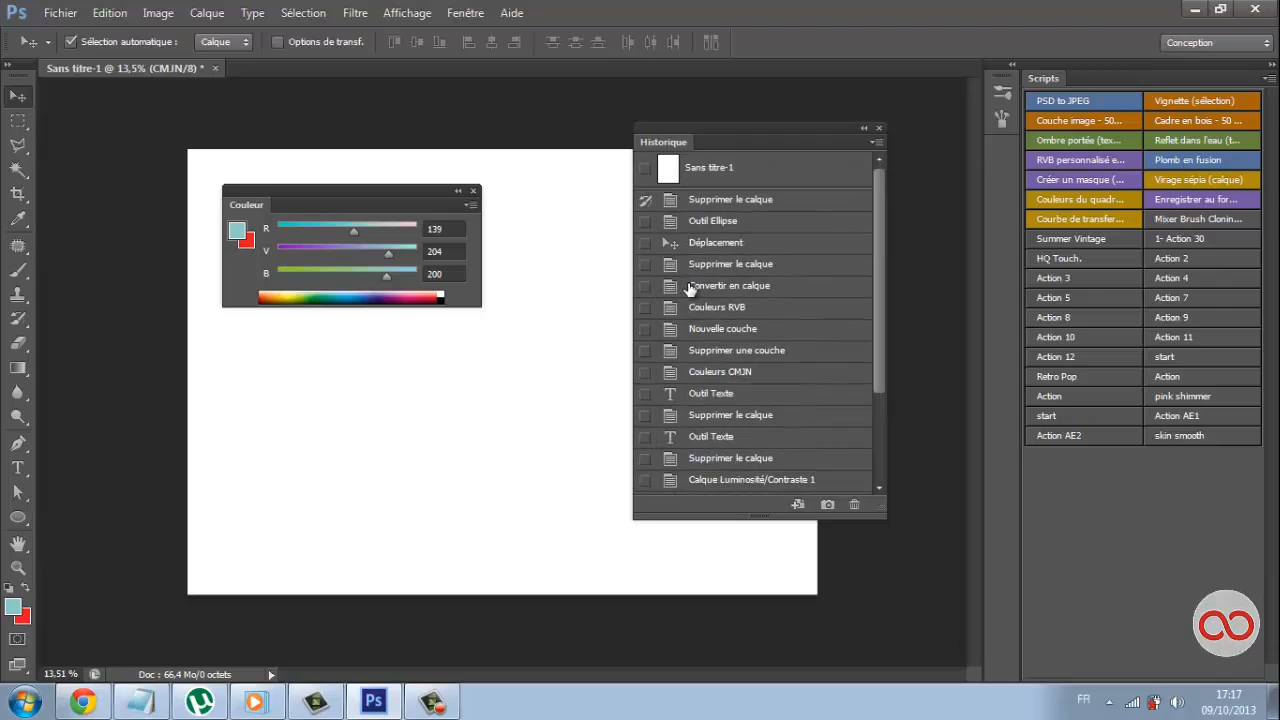 Ps Fichier Edition Image Calque Type Sélection Filtre Affichage Fenêtre Aide
Sélection automatique : Calque Options de transf. Conception
Sans titre-1 @ 13,5% (CMJN/8) * ×
Couleur
R 139
V 204
B 200
Historique
Sans titre-1
Supprimer le calque
Outil Ellipse
Déplacement
Supprimer le calque
Convertir en calque
Couleurs RVB
Nouvelle couche
Supprimer une couche
Couleurs CMJN
Outil Texte
Supprimer le calque
Outil Texte
Supprimer le calque
Calque Luminosité/Contraste 1
Scripts
PSD to JPEG Vignette (sélection)
Couche image - 50... Cadre en bois - 50 ...
Ombre portée (tex... Reflet dans l'eau (t...
RVB personnalisé e... Plomb en fusion
Créer un masque (... Virage sépia (calque)
Couleurs du quadr... Enregistrer au for...
Courbe de transfer... Mixer Brush Clonin...
Summer Vintage 1- Action 30
HQ Touch. Action 2
Action 3 Action 4
Action 5 Action 7
Action 8 Action 9
Action 10 Action 11
Action 12 start
Retro Pop Action
Action pink shimmer
start Action AE1
Action AE2 skin smooth
13,51 % Doc : 66,4 Mo/0 octets
Ps
FR 17:17
09/10/2013